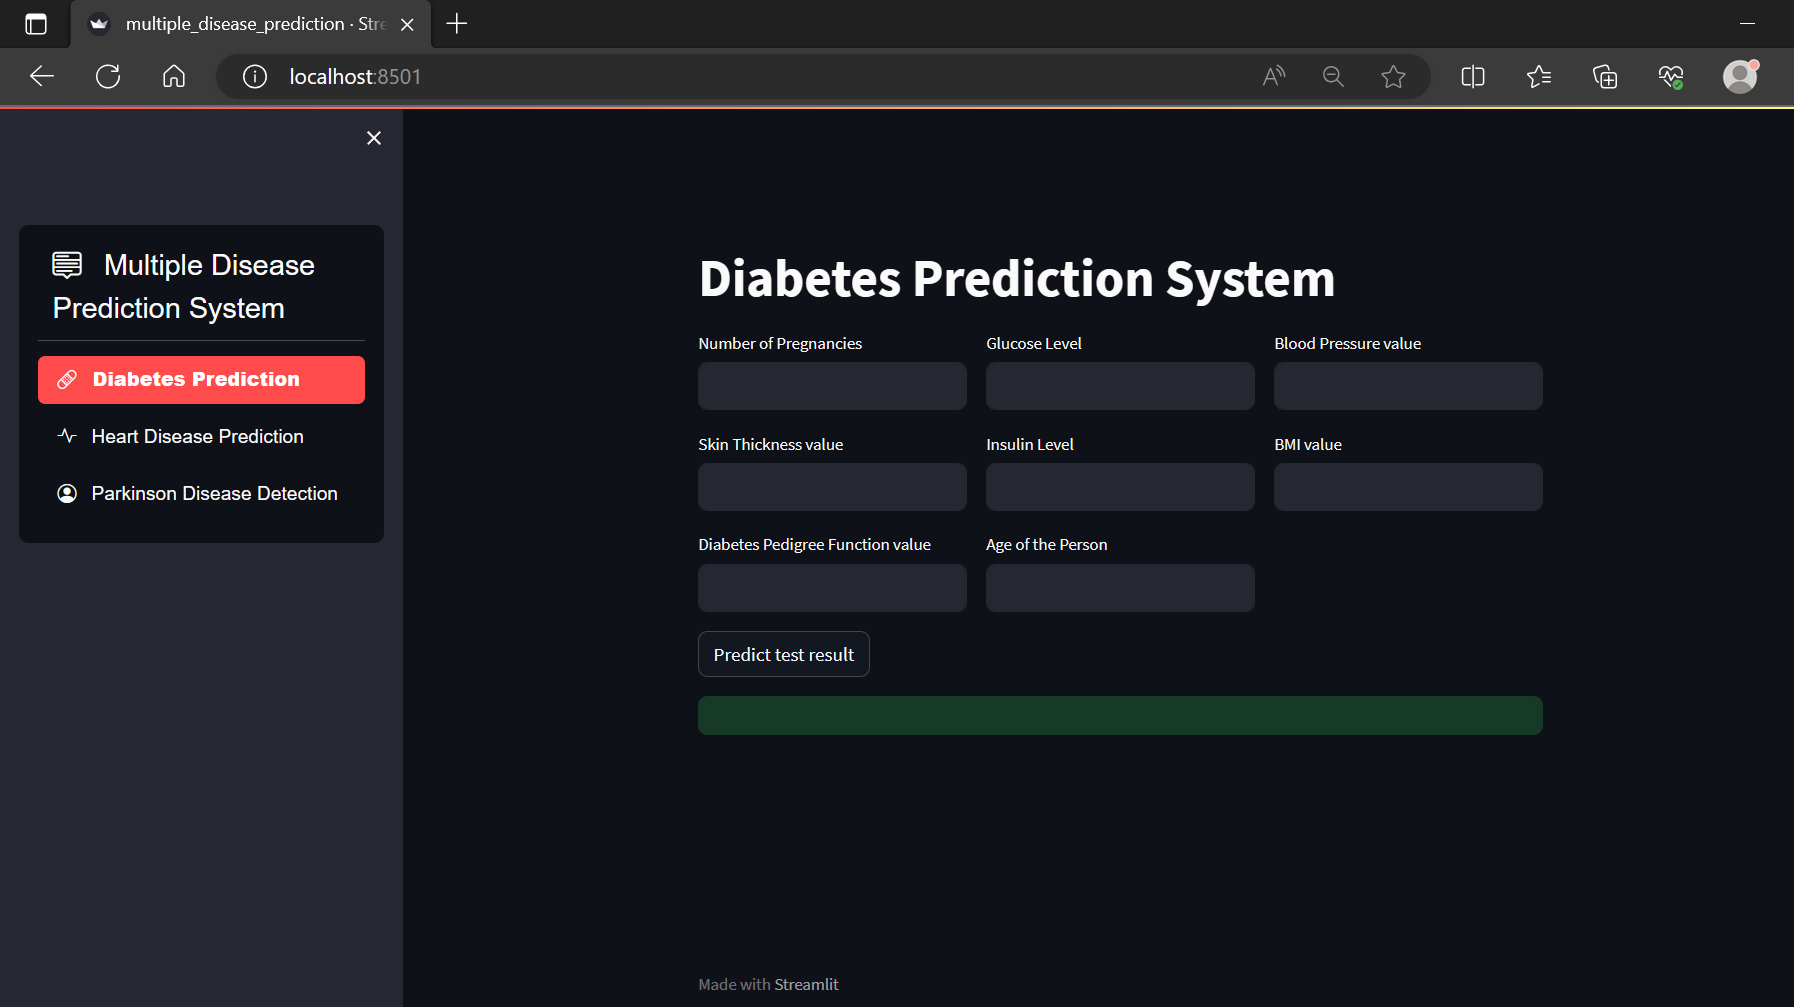 multiple_disease_prediction · Stre
localhost:8501
Multiple Disease
Prediction System
Diabetes Prediction
Heart Disease Prediction
Parkinson Disease Detection
Diabetes Prediction System
Number of Pregnancies
Glucose Level
Blood Pressure value
Skin Thickness value
Insulin Level
BMI value
Diabetes Pedigree Function value
Age of the Person
Predict test result
Made with Streamlit